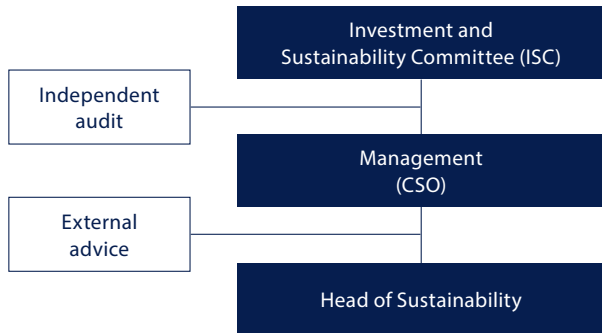 Investment and
Sustainability Committee (ISC)
Independent
audit
Management
(CSO)
External
advice
Head of Sustainability